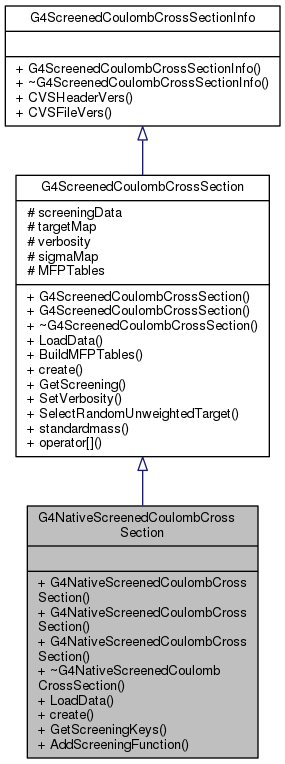 G4ScreenedCoulombCrossSectionInfo
+ G4ScreenedCoulombCrossSectionInfo()
+ ~G4ScreenedCoulombCrossSectionInfo()
+ CVSHeaderVers()
+ CVSFileVers()
G4ScreenedCoulombCrossSection
# screeningData
# targetMap
# verbosity
# sigmaMap
# MFPTables
+ G4ScreenedCoulombCrossSection()
+ G4ScreenedCoulombCrossSection()
+ ~G4ScreenedCoulombCrossSection()
+ LoadData()
+ BuildMFPTables()
+ create()
+ GetScreening()
+ SetVerbosity()
+ SelectRandomUnweightedTarget()
+ standardmass()
+ operator[]()
G4NativeScreenedCoulombCross
Section
+ G4NativeScreenedCoulombCross
Section()
+ G4NativeScreenedCoulombCross
Section()
+ G4NativeScreenedCoulombCross
Section()
+ ~G4NativeScreenedCoulomb
CrossSection()
+ LoadData()
+ create()
+ GetScreeningKeys()
+ AddScreeningFunction()